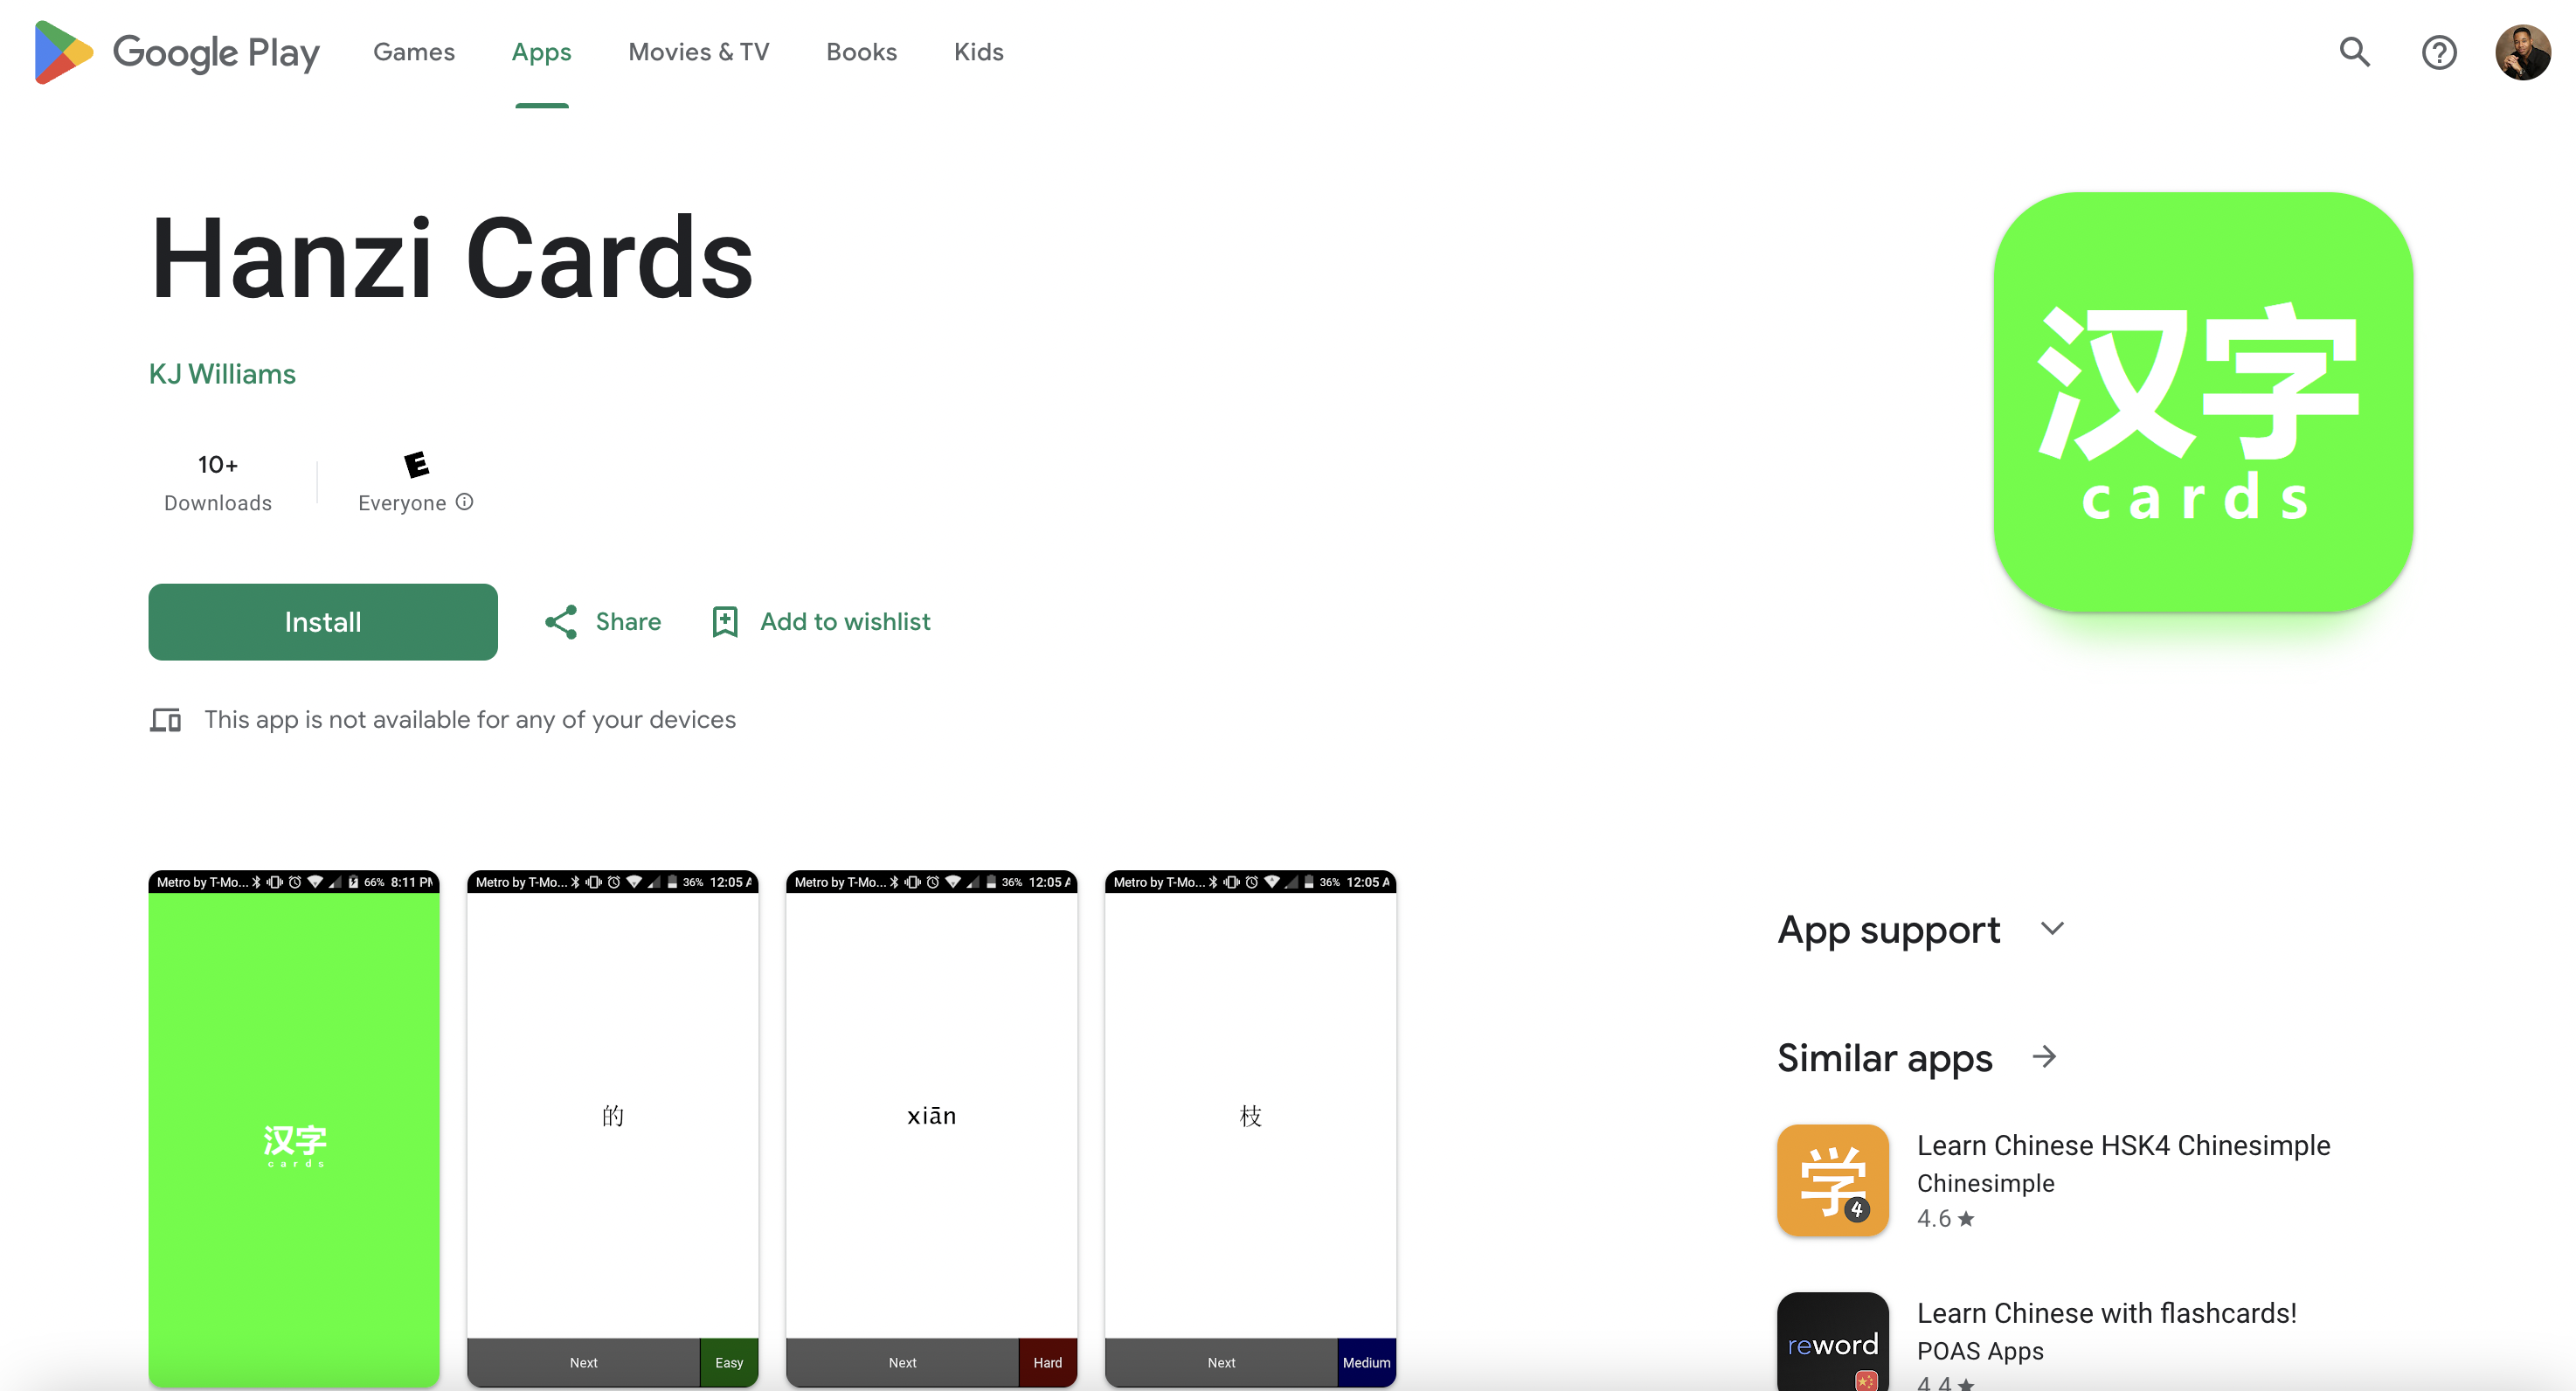 Google Play
Games
Apps
Movies & TV
Books
Kids
Hanzi Cards
KJ Williams
10+
Downloads
E
Everyone
Install
Share
Add to wishlist
This app is not available for any of your devices
汉字
cards
Metro by T-Mo... 66% 8:11 PM
汉字
cards
Metro by T-Mo... 36% 12:05 A
的
Next
Easy
Metro by T-Mo... 36% 12:05 A
xiān
Next
Hard
Metro by T-Mo... 36% 12:05 A
枝
Next
Medium
App support
Similar apps
学
4
Learn Chinese HSK4 Chinesimple
Chinesimple
4.6
reword
Learn Chinese with flashcards!
POAS Apps
4.4